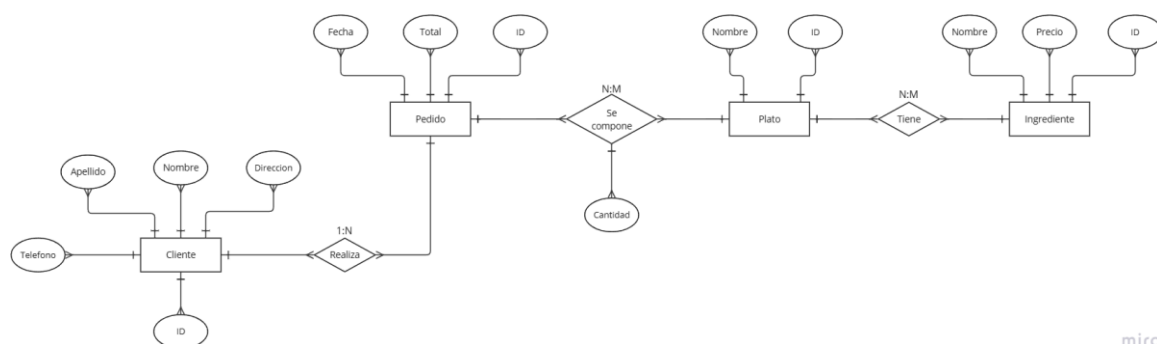 Fecha
Total
ID
Nombre
ID
Nombre
Precio
ID
N:M
N:M
Pedido
Se
compone
Plato
Tiene
Ingrediente
Apellido
Nombre
Direccion
Cantidad
1:N
Telefono
Cliente
Realiza
ID